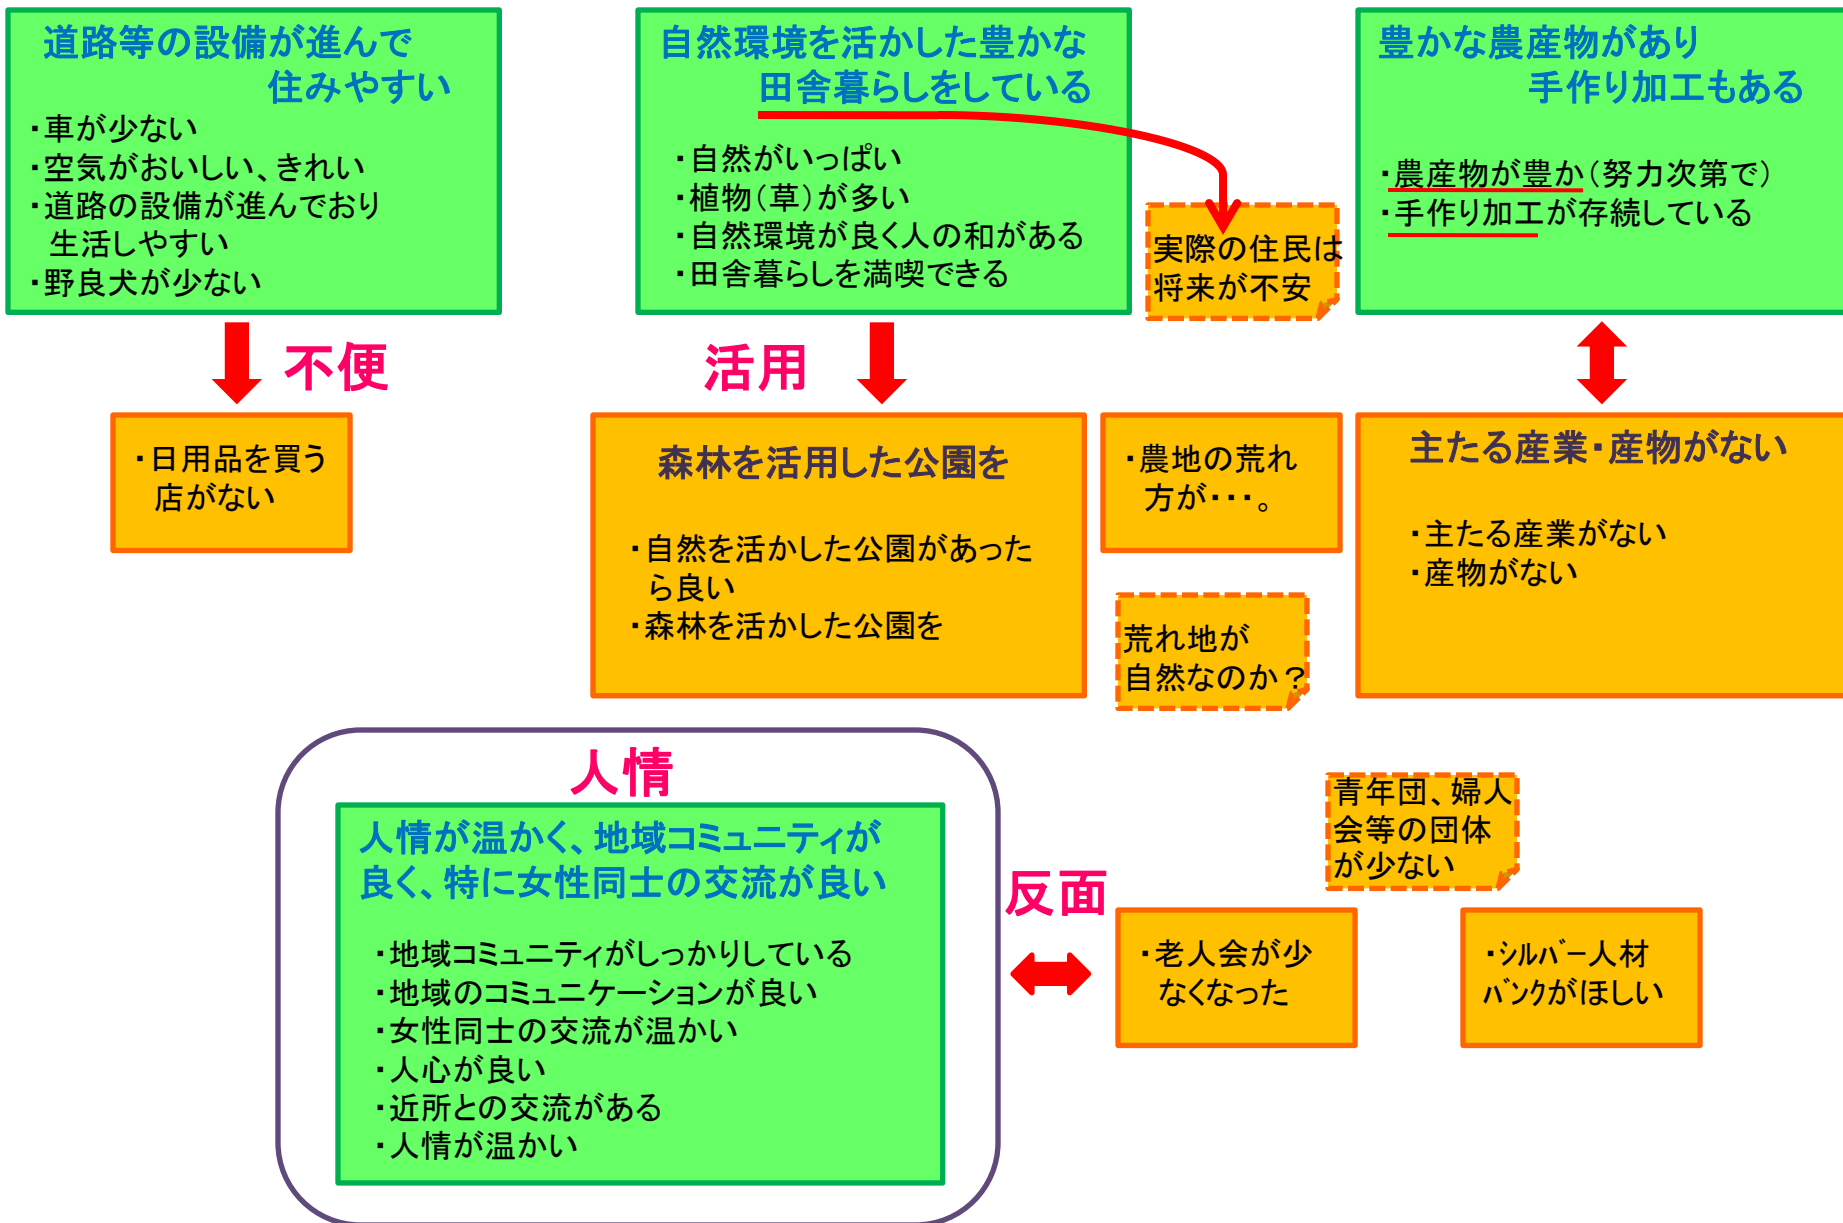 道路等の設備が進んで
住みやすい
・車が少ない
・空気がおいしい、きれい
・道路の設備が進んでおり
生活しやすい
・野良犬が少ない
自然環境を活かした豊かな
田舎暮らしをしている
・自然がいっぱい
・植物(草)が多い
・自然環境が良く人の和がある
・田舎暮らしを満喫できる
実際の住民は
将来が不安
豊かな農産物があり
手作り加工もある
・農産物が豊か(努力次第で)
・手作り加工が存続している
不便
活用
・日用品を買う
店がない
森林を活用した公園を
・自然を活かした公園があった
ら良い
・森林を活かした公園を
・農地の荒れ
方が・・・。
荒れ地が
自然なのか?
主たる産業・産物がない
・主たる産業がない
・産物がない
人情
人情が温かく、地域コミュニティが
良く、特に女性同士の交流が良い
・地域コミュニティがしっかりしている
・地域のコミュニケーションが良い
・女性同士の交流が温かい
・人心が良い
・近所との交流がある
・人情が温かい
反面
青年団、婦人
会等の団体
が少ない
・老人会が少
なくなった
・シルバー人材
バンクがほしい